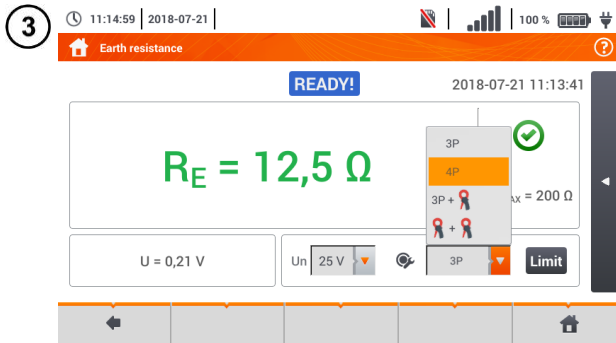 3
11:14:59 2018-07-21 100 %
Earth resistance ?
READY! 2018-07-21 11:13:41
3P
4P
RE = 12,5 Ω
3P +
AX = 200 Ω
+
U = 0,21 V
Un 25 V 3P Limit